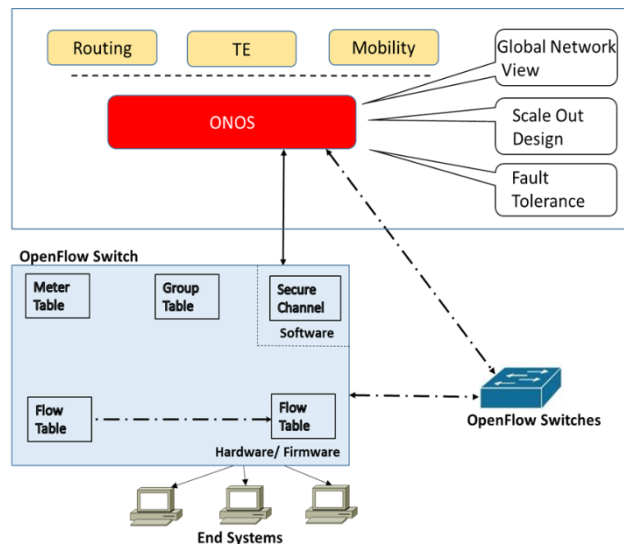 Routing
TE
Mobility
Global Network
View
ONOS
Scale Out
Design
Fault
Tolerance
OpenFlow Switch
Meter
Table
Group
Table
Secure
Channel
Software
Flow
Table
Flow
Table
Hardware/ Firmware
OpenFlow Switches
End Systems